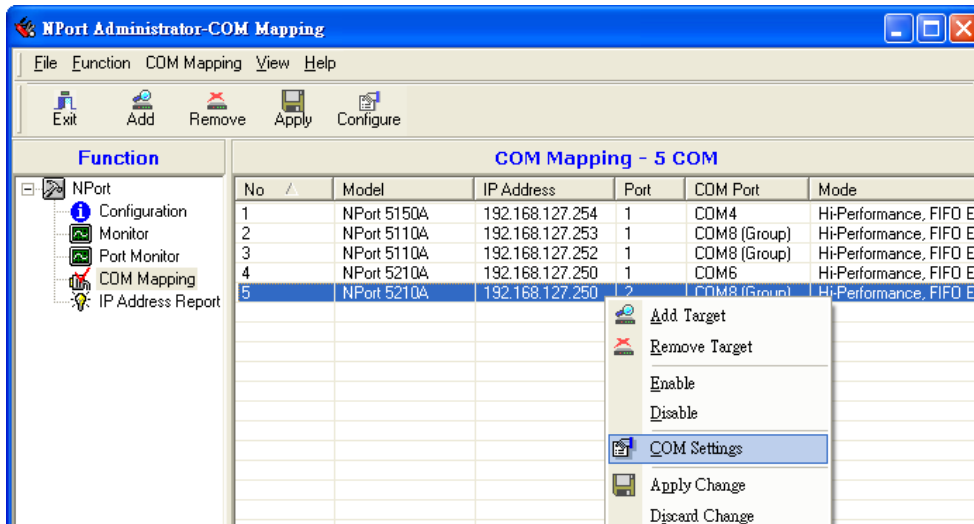 NPort Administrator-COM Mapping
File Function COM Mapping View Help
Exit Add Remove Apply Configure
Function
COM Mapping - 5 COM
NPort
Configuration
Monitor
Port Monitor
COM Mapping
IP Address Report
No Model IP Address Port COM Port Mode
1 NPort 5150A 192.168.127.254 1 COM4 Hi-Performance, FIFO E
2 NPort 5110A 192.168.127.253 1 COM8 (Group) Hi-Performance, FIFO E
3 NPort 5110A 192.168.127.252 1 COM8 (Group) Hi-Performance, FIFO E
4 NPort 5210A 192.168.127.250 1 COM6 Hi-Performance, FIFO E
5 NPort 5210A 192.168.127.250 2 COM8 (Group) Hi-Performance, FIFO E
Add Target
Remove Target
Enable
Disable
COM Settings
Apply Change
Discard Change